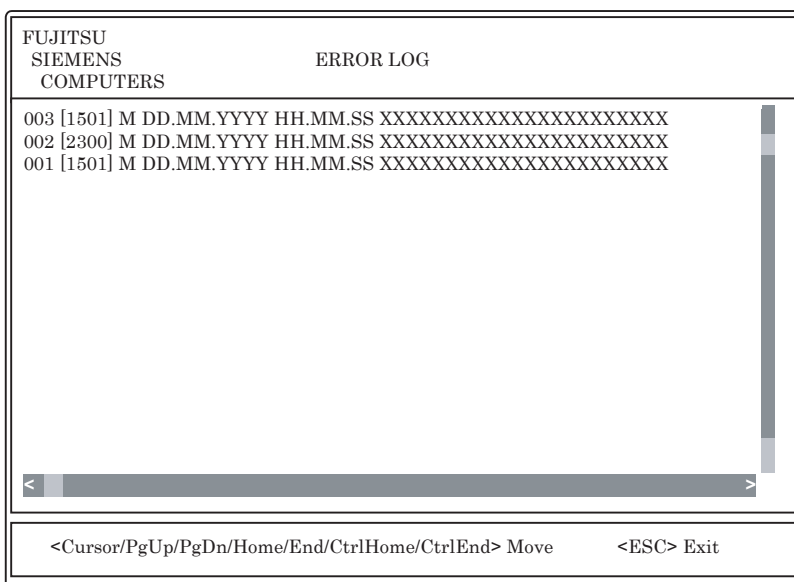 FUJITSU
SIEMENS
COMPUTERS
ERROR LOG
003 [1501] M DD.MM.YYYY HH.MM.SS XXXXXXXXXXXXXXXXXXXXXX
002 [2300] M DD.MM.YYYY HH.MM.SS XXXXXXXXXXXXXXXXXXXXXX
001 [1501] M DD.MM.YYYY HH.MM.SS XXXXXXXXXXXXXXXXXXXXXX
< >
<Cursor/PgUp/PgDn/Home/End/CtrlHome/CtrlEnd> Move <ESC> Exit